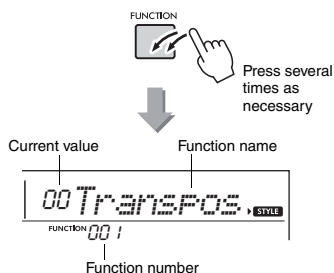 FUNCTION
Press several
times as
necessary
Current value
Function name
00 Transpos.
STYLE
FUNCTION 001
Function number